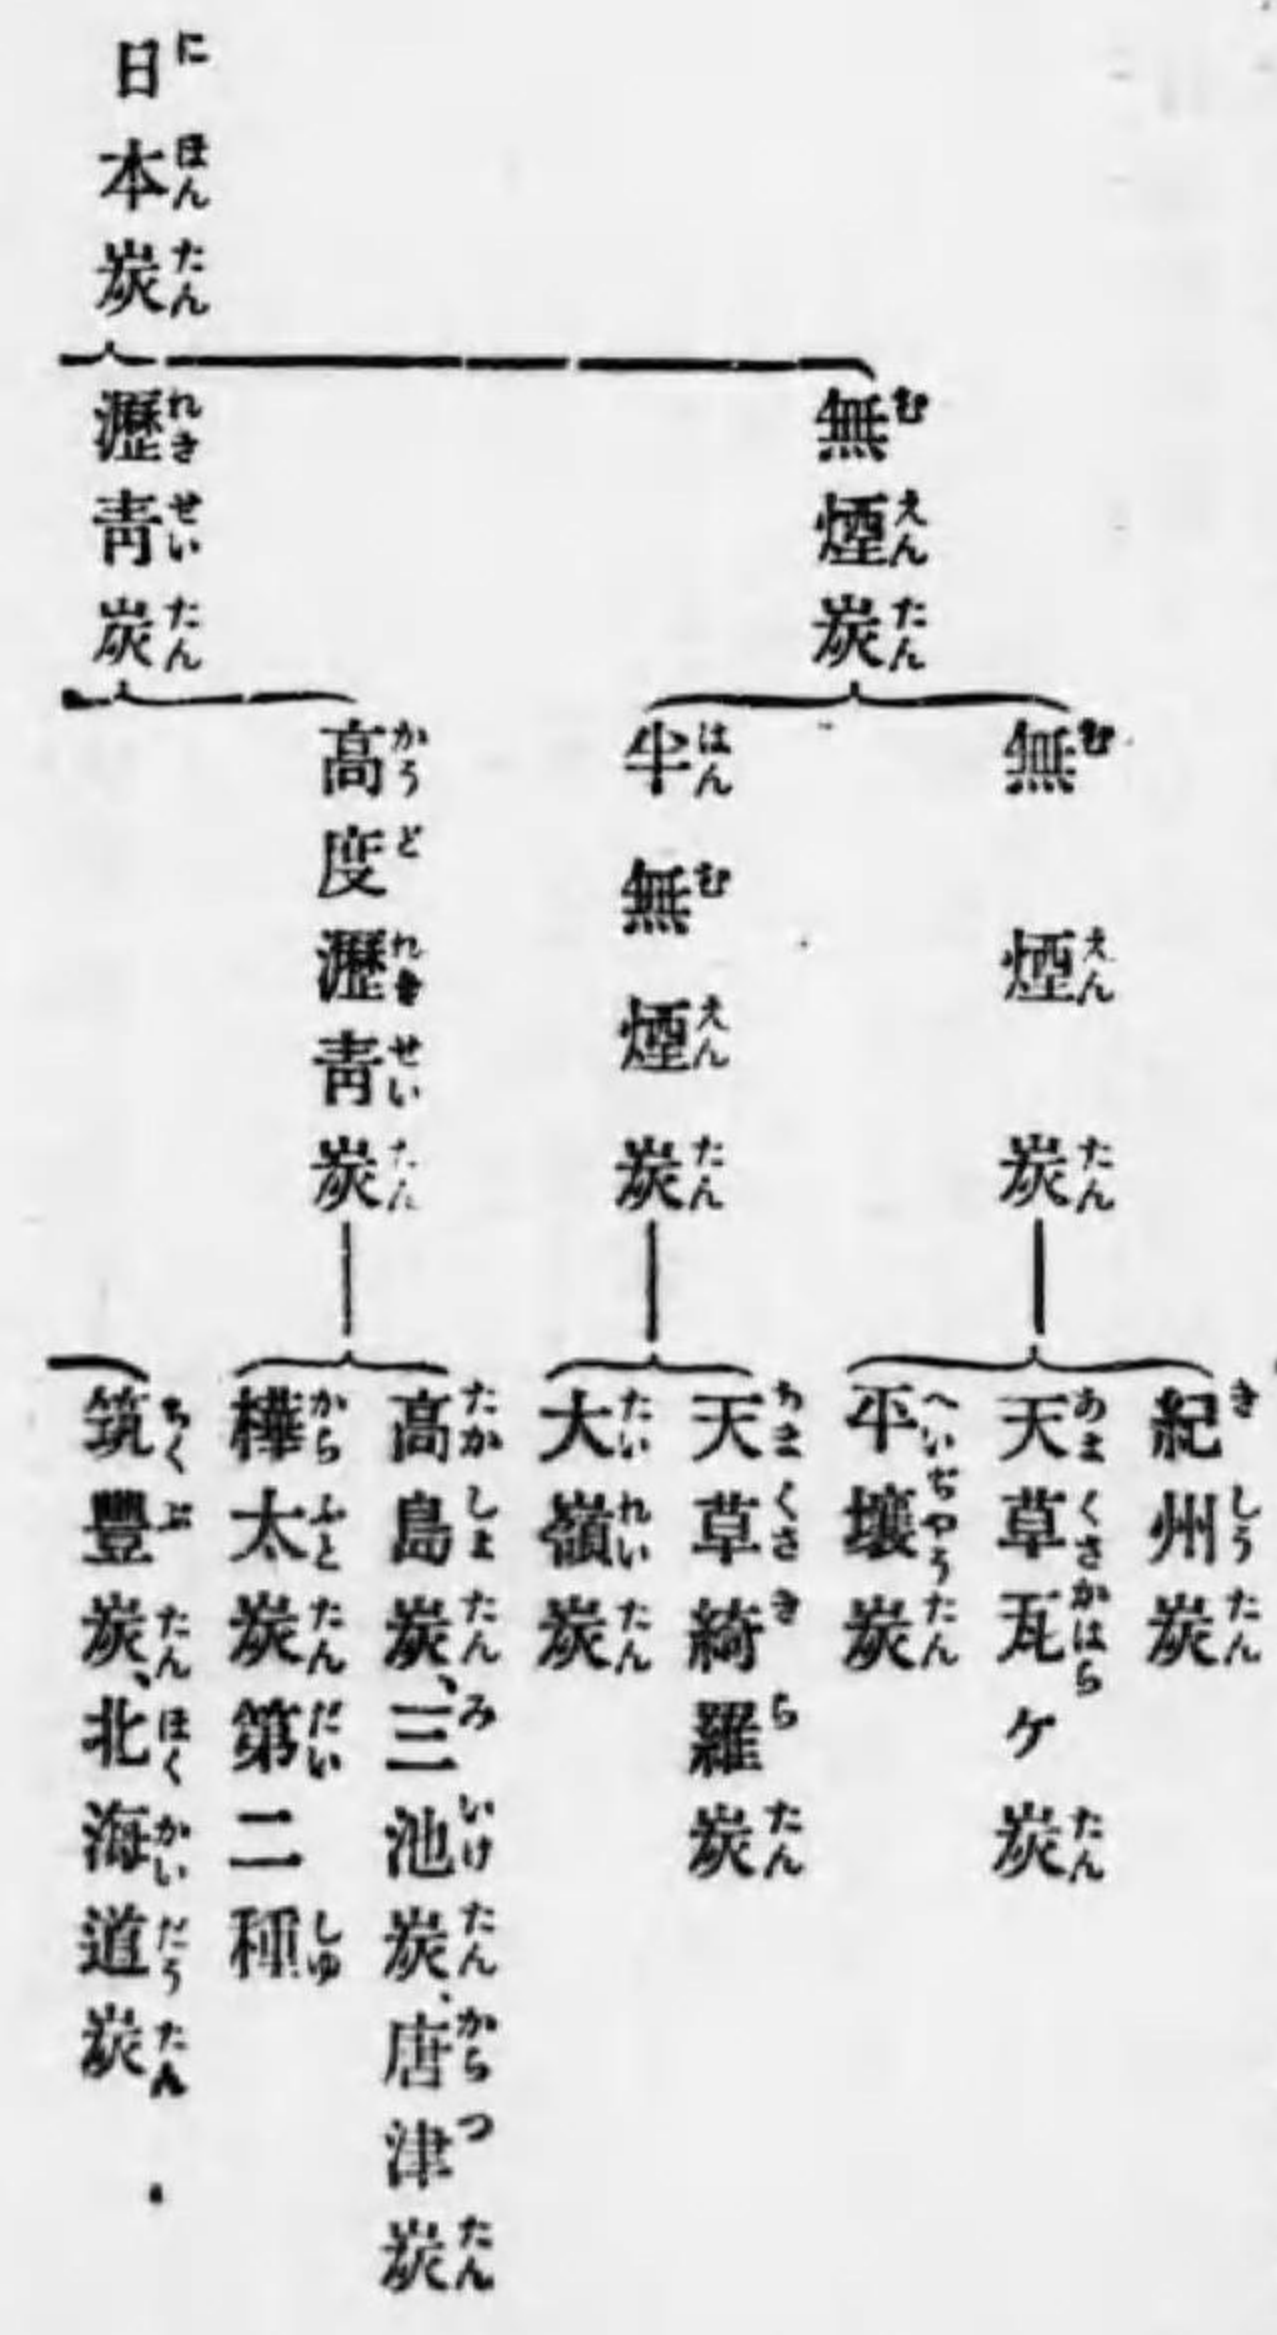 日本炭
無煙炭
瀝青炭
無煙炭
半無煙炭
高度瀝青炭
紀州炭
天草瓦ケ炭
平壤炭
天草綺羅炭
大嶺炭
高島炭、三池炭、唐津炭
樺太炭第二種
筑豐炭、北海道炭